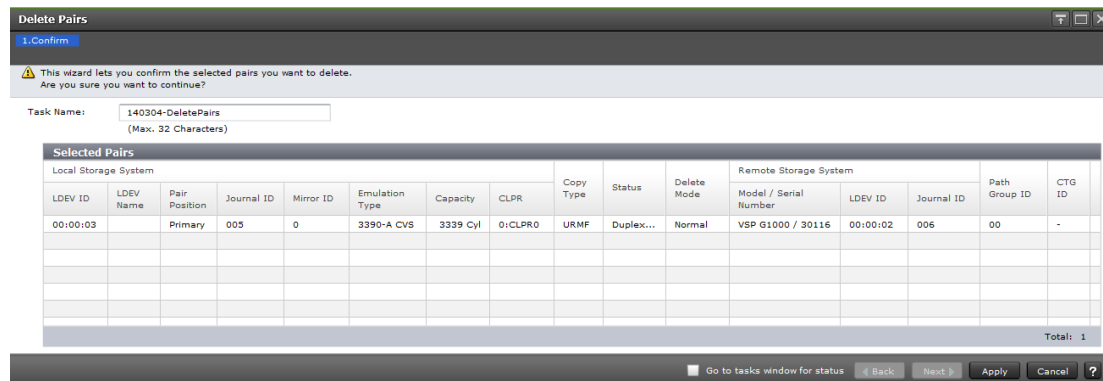 Delete Pairs
1.Confirm
This wizard lets you confirm the selected pairs you want to delete.
Are you sure you want to continue?
Task Name: 140304-DeletePairs
(Max. 32 Characters)
Selected Pairs
Local Storage System Copy Type Status Delete Mode Remote Storage System Path Group ID CTG ID
LDEV ID LDEV Name Pair Position Journal ID Mirror ID Emulation Type Capacity CLPR Model / Serial Number LDEV ID Journal ID
00:00:03 Primary 005 0 3390-A CVS 3339 Cyl 0:CLPR0 URMF Duplex... Normal VSP G1000 / 30116 00:00:02 006 00 -
Total: 1
Go to tasks window for status Back Next Apply Cancel ?